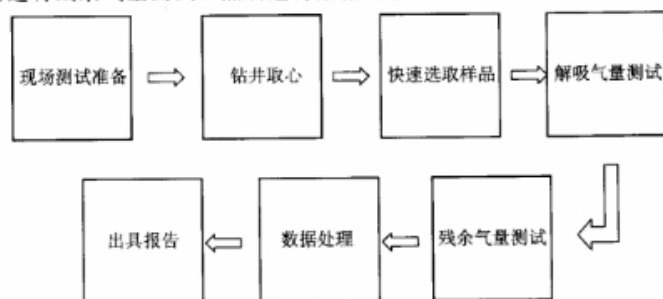 现场测试准备
钻井取心
快速选取样品
解吸气量测试
残余气量测试
数据处理
出具报告